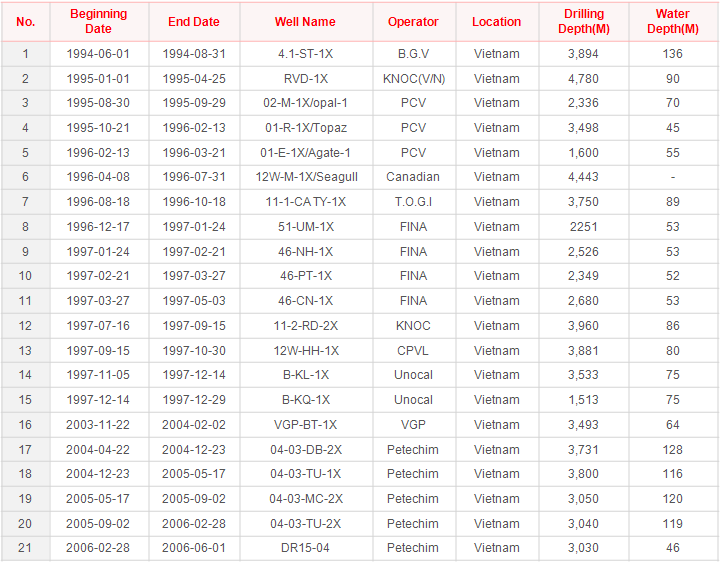 No. Beginning Date End Date Well Name Operator Location Drilling Depth(M) Water Depth(M)
1 1994-06-01 1994-08-31 4.1-ST-1X B.G.V Vietnam 3,894 136
2 1995-01-01 1995-04-25 RVD-1X KNOC(V/N) Vietnam 4,780 90
3 1995-08-30 1995-09-29 02-M-1X/opal-1 PCV Vietnam 2,336 70
4 1995-10-21 1996-02-13 01-R-1X/Topaz PCV Vietnam 3,498 45
5 1996-02-13 1996-03-21 01-E-1X/Agate-1 PCV Vietnam 1,600 55
6 1996-04-08 1996-07-31 12W-M-1X/Seagull Canadian Vietnam 4,443 -
7 1996-08-18 1996-10-18 11-1-CA TY-1X T.O.G.I Vietnam 3,750 89
8 1996-12-17 1997-01-24 51-UM-1X FINA Vietnam 2251 53
9 1997-01-24 1997-02-21 46-NH-1X FINA Vietnam 2,526 53
10 1997-02-21 1997-03-27 46-PT-1X FINA Vietnam 2,349 52
11 1997-03-27 1997-05-03 46-CN-1X FINA Vietnam 2,680 53
12 1997-07-16 1997-09-15 11-2-RD-2X KNOC Vietnam 3,960 86
13 1997-09-15 1997-10-30 12W-HH-1X CPVL Vietnam 3,881 80
14 1997-11-05 1997-12-14 B-KL-1X Unocal Vietnam 3,533 75
15 1997-12-14 1997-12-29 B-KQ-1X Unocal Vietnam 1,513 75
16 2003-11-22 2004-02-02 VGP-BT-1X VGP Vietnam 3,493 64
17 2004-04-22 2004-12-23 04-03-DB-2X Petechim Vietnam 3,731 128
18 2004-12-23 2005-05-17 04-03-TU-1X Petechim Vietnam 3,800 116
19 2005-05-17 2005-09-02 04-03-MC-2X Petechim Vietnam 3,050 120
20 2005-09-02 2006-02-28 04-03-TU-2X Petechim Vietnam 3,040 119
21 2006-02-28 2006-06-01 DR15-04 Petechim Vietnam 3,030 46